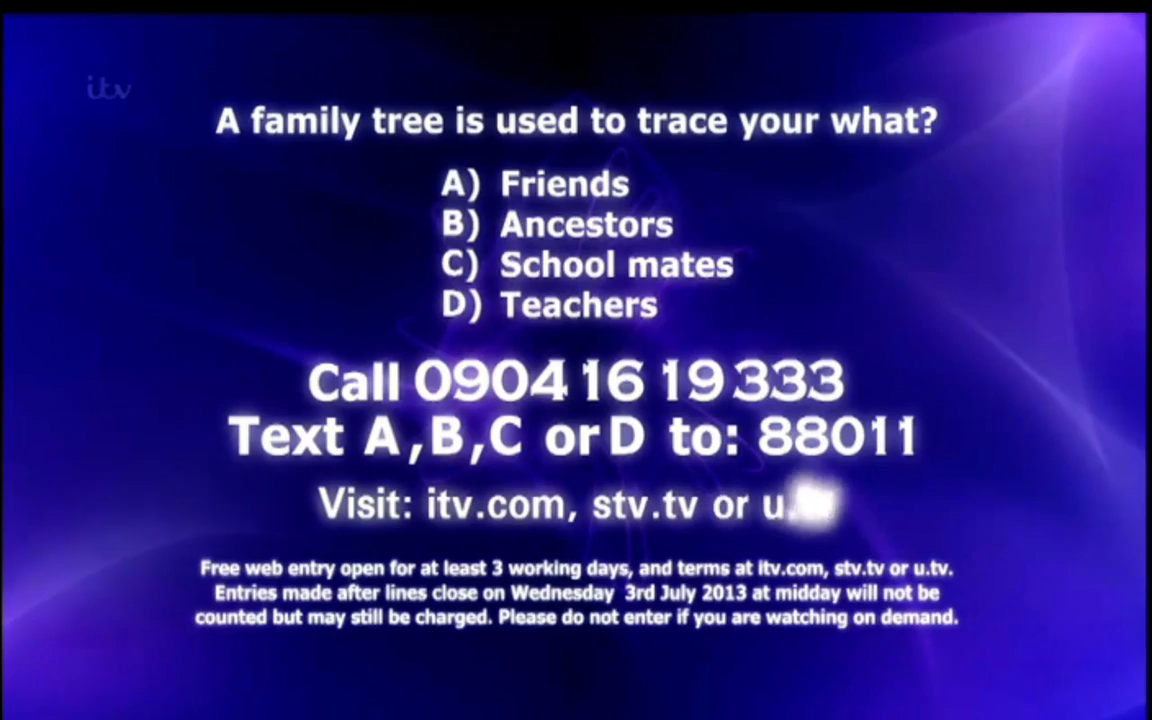 itv
A family tree is used to trace your what?
A) Friends
B) Ancestors
C) School mates
D) Teachers
Call 0904 16 19 333
Text A,B,C or D to: 88011
Visit: itv.com, stv.tv or u.
Free web entry open for at least 3 working days, and terms at itv.com, stv.tv or u.tv.
Entries made after lines close on Wednesday 3rd July 2013 at midday will not be
counted but may still be charged. Please do not enter if you are watching on demand.